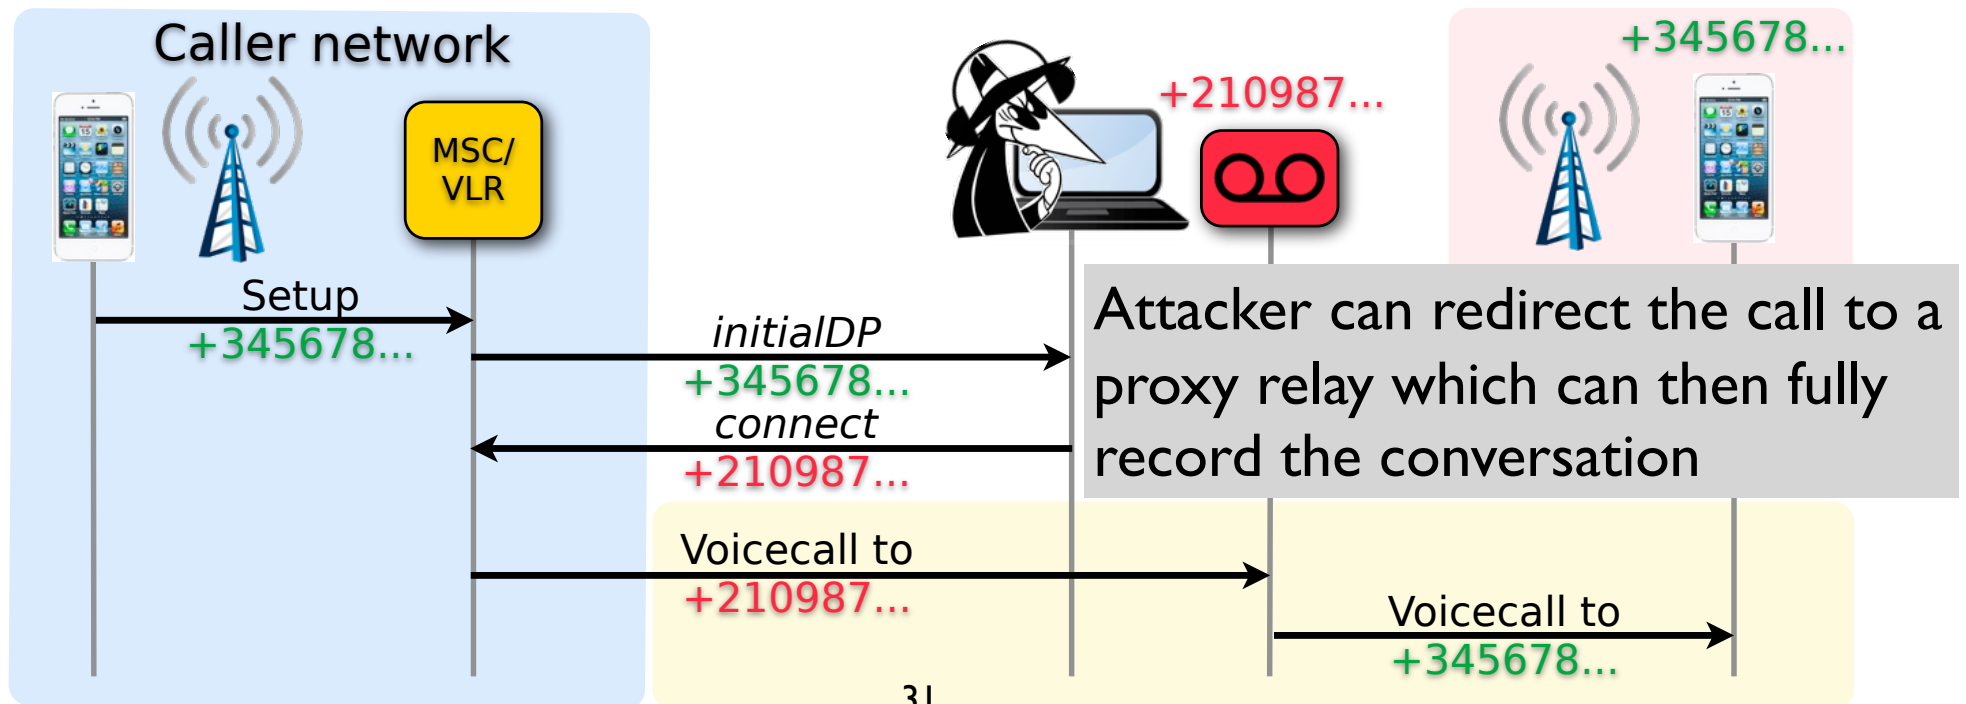 Caller network
+345678...
+210987...
MSC/
VLR
Setup
+345678...
initialDP
+345678...
connect
+210987...
Attacker can redirect the call to a
proxy relay which can then fully
record the conversation
Voicecall to
+210987...
Voicecall to
+345678...
31